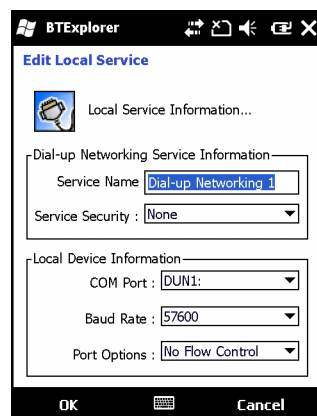 BTExplorer
Edit Local Service
Local Service Information...
Dial-up Networking Service Information
Service Name Dial-up Networking 1
Service Security : None
Local Device Information
COM Port : DUN1:
Baud Rate : 57600
Port Options : No Flow Control
OK Cancel